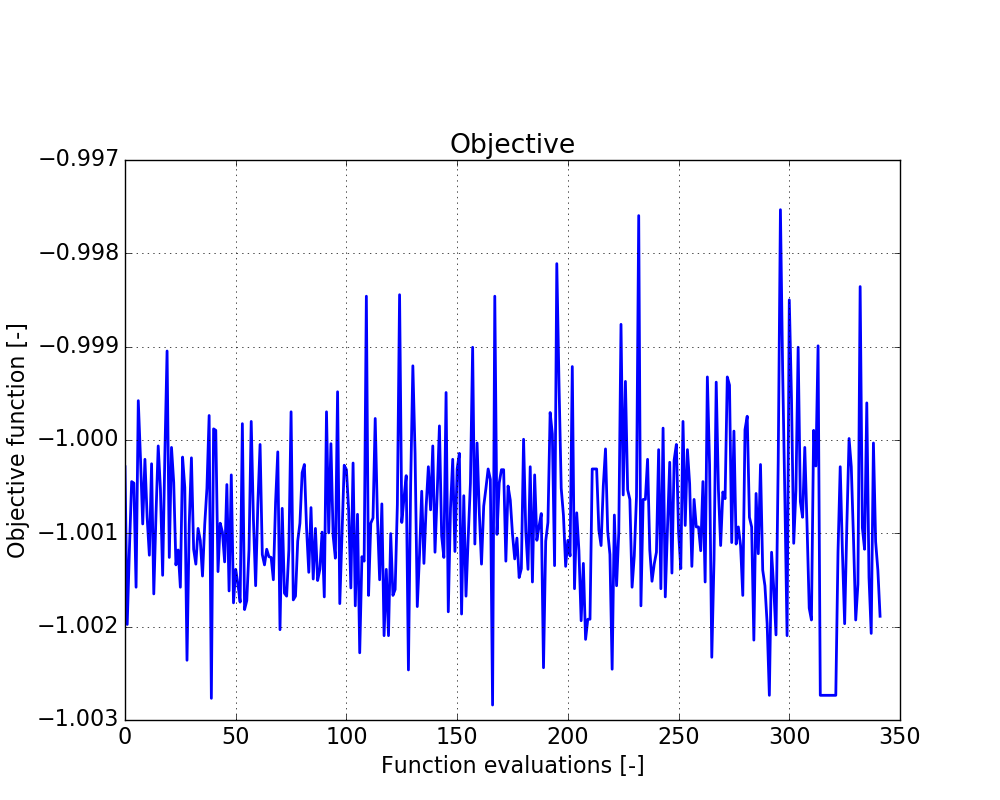 Objective
−0.997
−0.998
−0.999
−1.000
−1.001
−1.002
−1.003
Objective function [-]
0 50 100 150 200 250 300 350
Function evaluations [-]